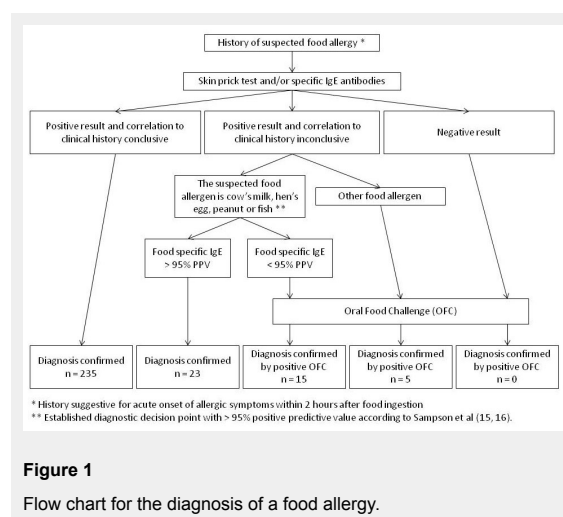 History of suspected food allergy *
Skin prick test and/or specific IgE antibodies
Positive result and correlation to
clinical history conclusive
Positive result and correlation to
clinical history inconclusive
Negative result
The suspected food
allergen is cow's milk, hen's
egg, peanut or fish **
Other food allergen
Food specific IgE
> 95% PPV
Food specific IgE
< 95% PPV
Oral Food Challenge (OFC)
Diagnosis confirmed
n = 235
Diagnosis confirmed
n = 23
Diagnosis confirmed
by positive OFC
n = 15
Diagnosis confirmed
by positive OFC
n = 5
Diagnosis confirmed
by positive OFC
n = 0
* History suggestive for acute onset of allergic symptoms within 2 hours after food ingestion
** Established diagnostic decision point with > 95% positive predictive value according to Sampson et al (15, 16).
Figure 1
Flow chart for the diagnosis of a food allergy.